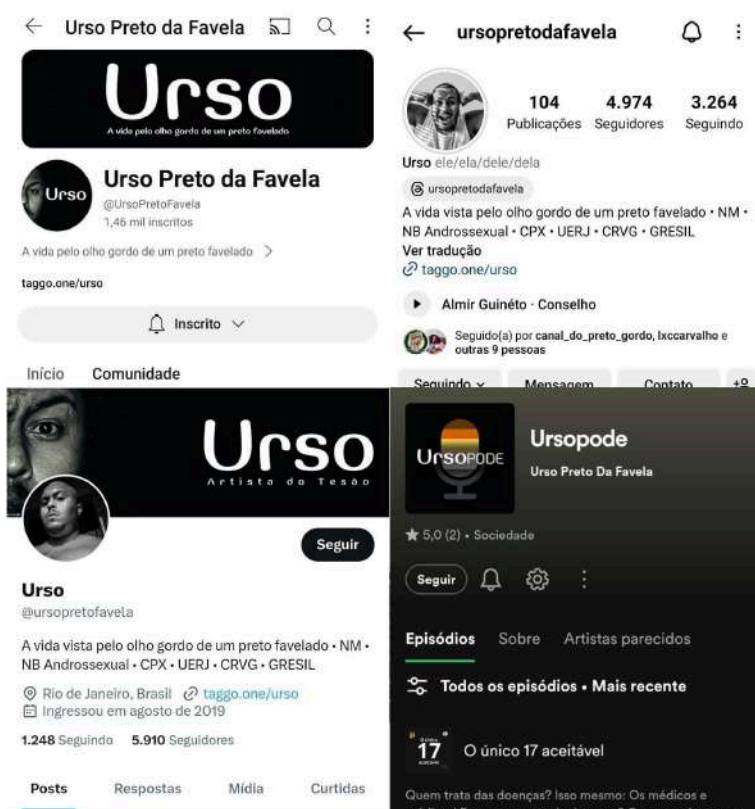 Urso Preto da Favela
Urso
A vida pelo olho gordo de um preto favelado
Urso
Urso Preto da Favela
@UrsoPretoFavela
1,46 mil inscritos
A vida pelo olho gordo de um preto favelado
taggo.one/urso
Inscrito
Início Comunidade
ursopretodafavela
104 4.974 3.264
Publicações Seguidores Seguindo
Urso ele/ela/dele/dela
ursopretodafavela
A vida vista pelo olho gordo de um preto favelado • NM •
NB Androssexual • CPX • UERJ • CRVG • GRESIL
Ver tradução
taggo.one/urso
Almir Guinéto · Conselho
Seguido(a) por canal_do_preto_gordo, lxccarvalho e
outras 9 pessoas
Seguindo Mensagem Contato
Urso
Artista do Tesão
Seguir
Urso
@ursopretofavela
A vida vista pelo olho gordo de um preto favelado • NM •
NB Androssexual • CPX • UERJ • CRVG • GRESIL
Rio de Janeiro, Brasil taggo.one/urso
Ingressou em agosto de 2019
1.248 Seguindo 5.910 Seguidores
Posts Respostas Mídia Curtidas
UrsoPODE
Ursopode
Urso Preto Da Favela
5,0 (2) • Sociedade
Seguir
Episódios Sobre Artistas parecidos
Todos os episódios • Mais recente
17
O único 17 aceitável
Quem trata das doenças? Isso mesmo: Os médicos e